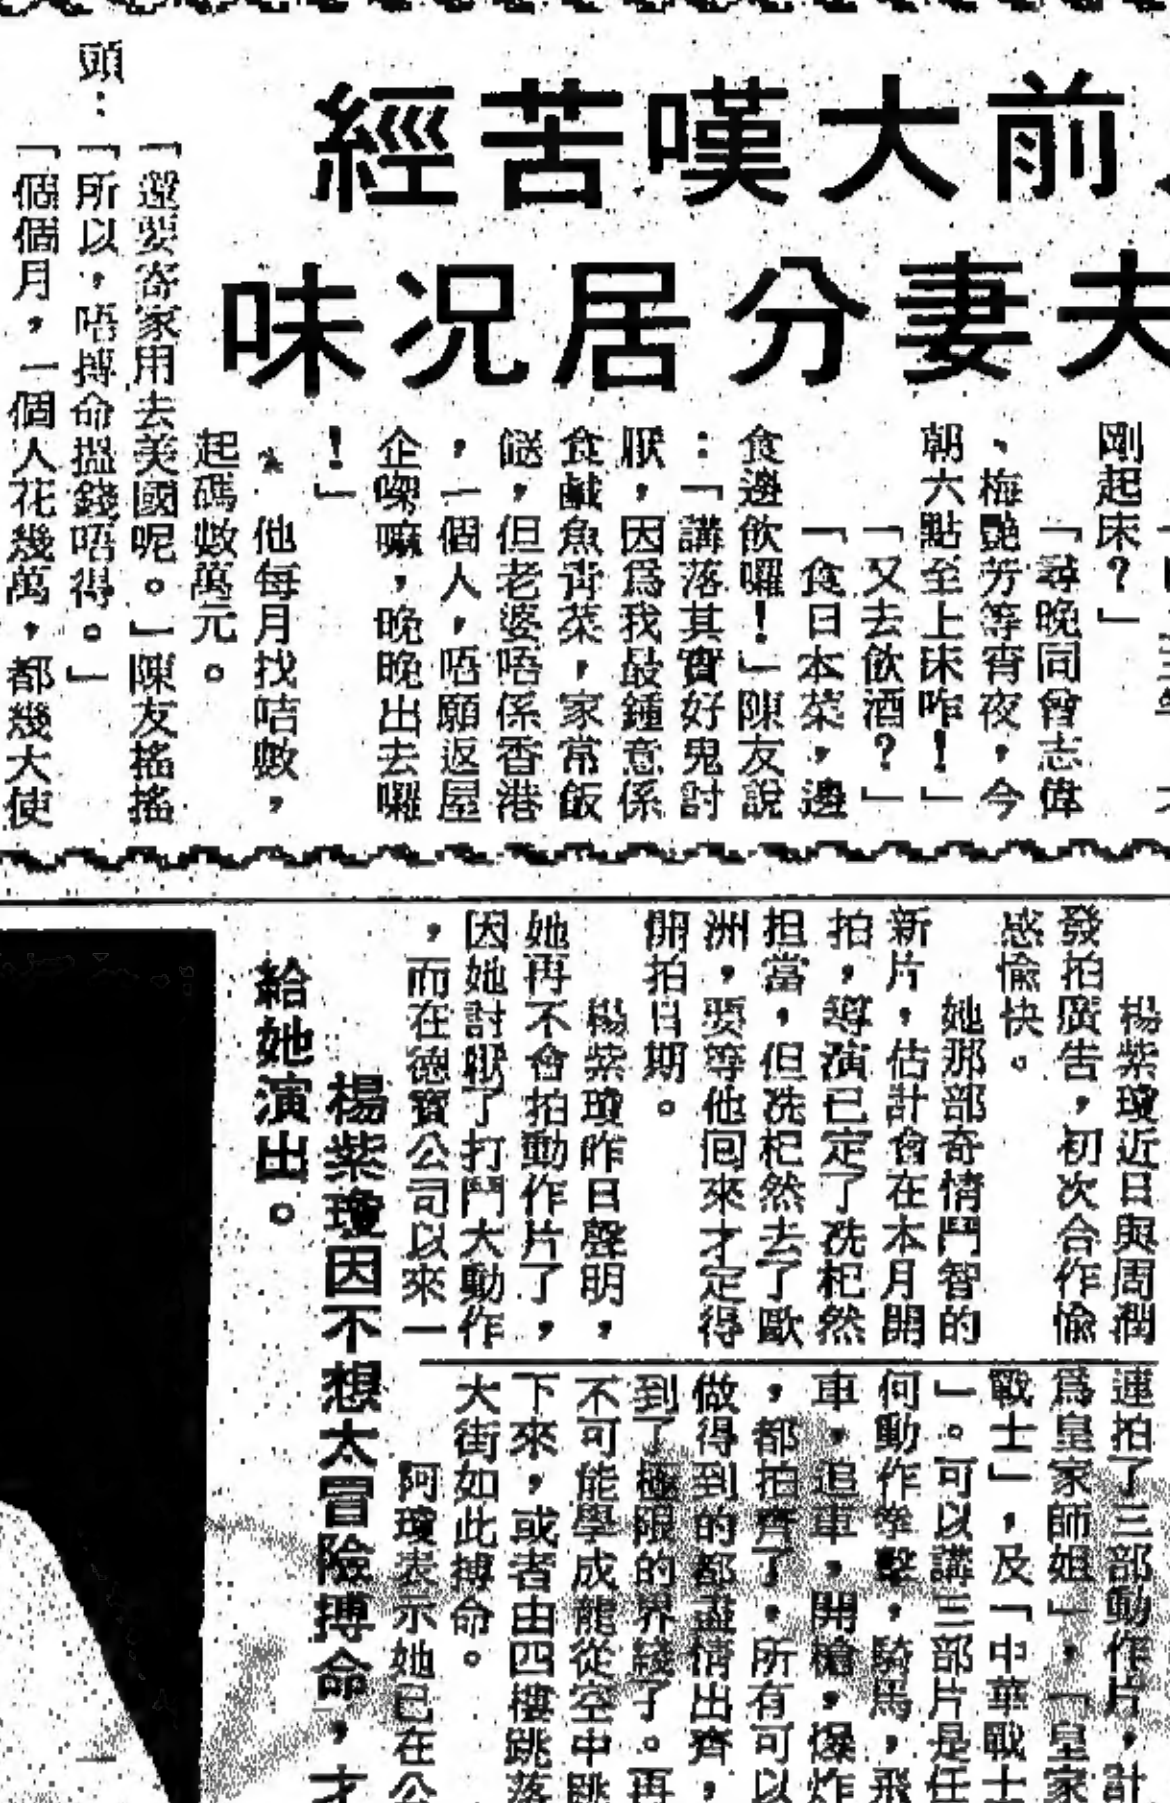 前大嘆苦經
夫妻分居況味
剛起床？」
「尋晚同曾志偉
、梅艷芳等宵夜，今
朝六點至上床咋！」
「又去飲酒？」
「食日本菜，邊
食邊飲囉！」陳友說
：「講落其實好鬼討
厭，因爲我最鍾意係
食鹹魚靑菜，家常飯
餸，但老婆唔係香港
，一個人，唔願返屋
企㗎嘛，晚晚出去囉
！」
他每月找咭數，
起碼數萬元。
「還要寄家用去美國呢。」陳友搖搖
頭：「所以，唔搏命搵錢唔得。」
「個個月，一個人花幾萬，都幾大使
楊紫瓊近日與周潤
發拍廣告，初次合作愉
感愉快。
她那部奇情鬥智的
新片，估計會在本月開
拍，導演已定了冼杞然
担當，但冼杞然去了歐
洲，要等他囘來才定得
開拍日期。
楊紫瓊昨日聲明，
她再不會拍動作片了，
因她討厭了打鬥大動作
，而在德寶公司以來一
連拍了三部動作片，計
爲皇家師姐」，「皇家
戰士」，及「中華戰士
」。可以講三部片是任
何動作拳擊，騎馬，飛
車，追車，開槍，爆炸
，都拍齊了，所有可以
做得到的都盡情出齊，
到了極限的界綫了。再
不可能學成龍從空中跳
下來，或者由四樓跳落
大街如此搏命。
阿瓊表示她已在公
楊紫瓊因不想太冒險搏命，才
給她演出。